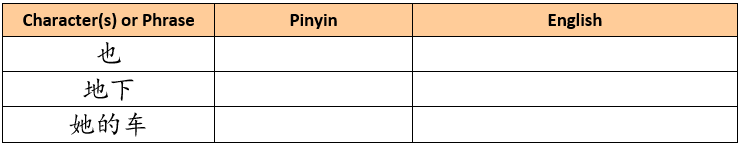 Character(s) or Phrase Pinyin English
也
地下
她的车